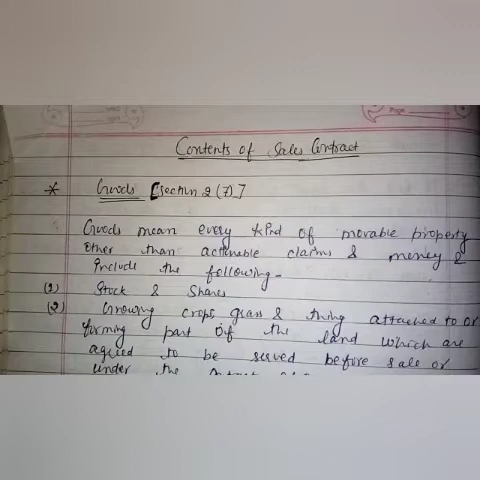 Contents of Sales Contract
* Goods [Section 2(7)]
Goods mean every kind of movable property
other than actionable claims & money &
include the following -
(1) Stock & Shares
(2) Growing crops, grass & thing attached to or
forming part of the land which are
agreed to be served before sale or
under the